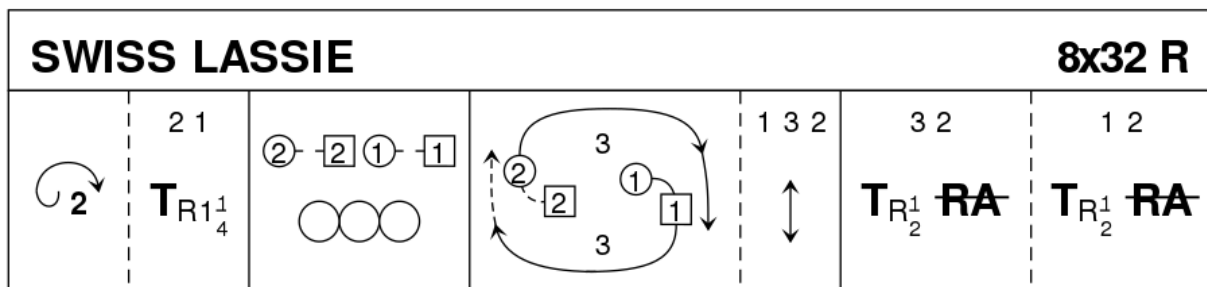 SWISS LASSIE 8x32 R
2
2 1
T R 1 1/4
2 2 1 1
2 2 3 1 1 3
1 3 2
3 2
T R 1/2 RA
1 2
T R 1/2 RA